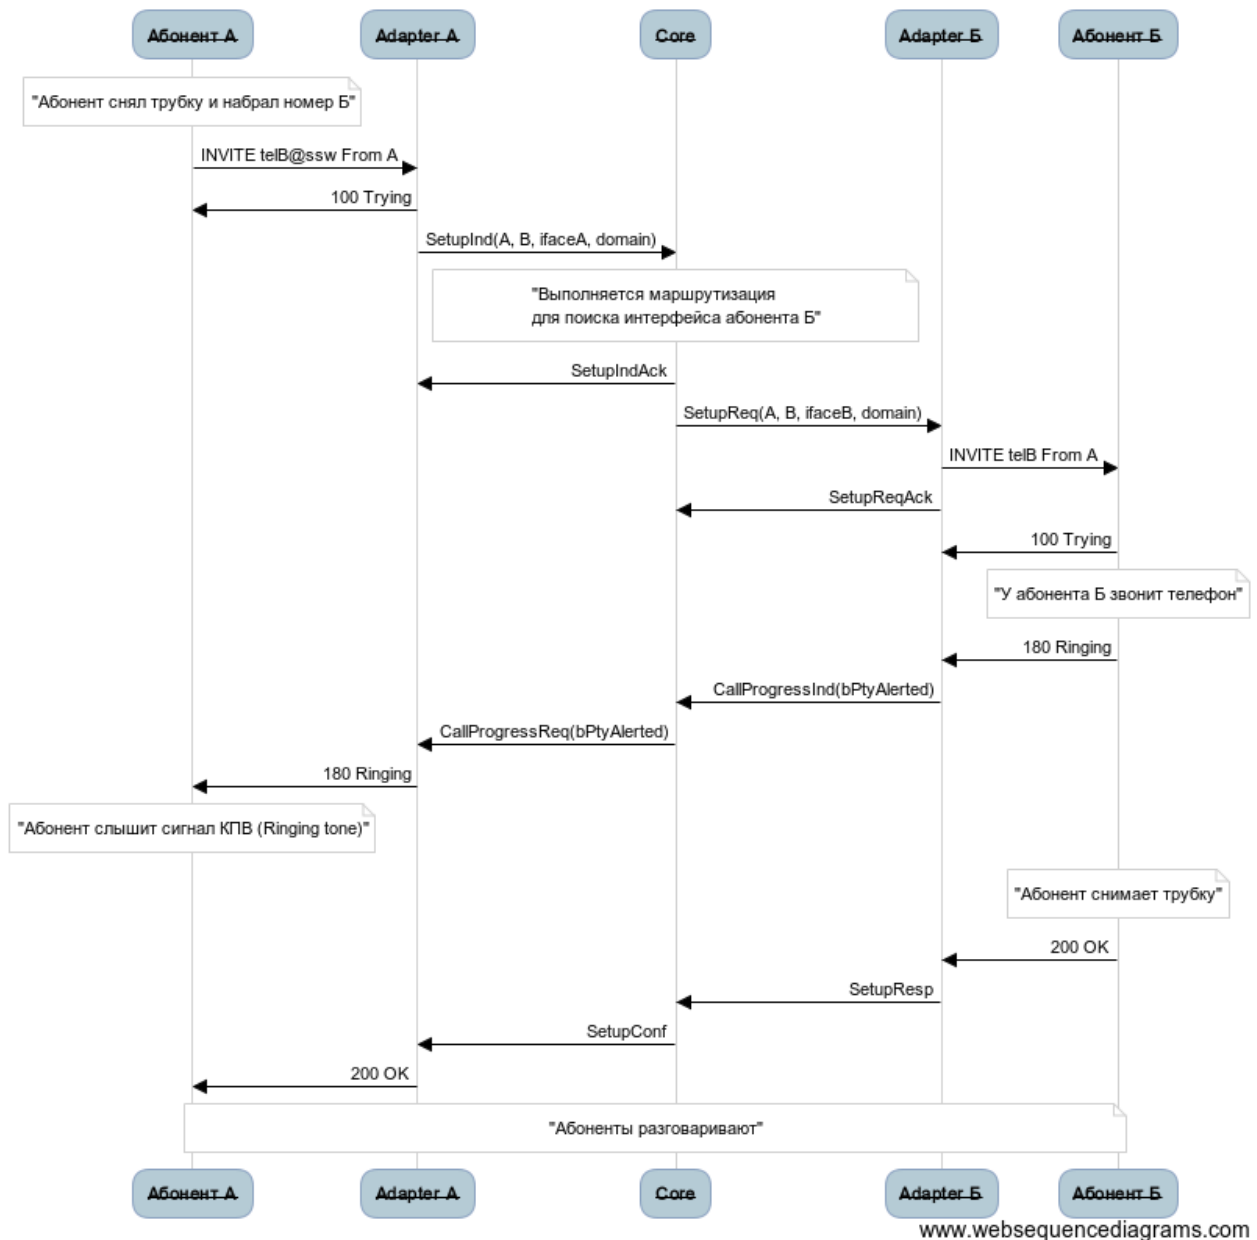 Абонент А
Adapter А
Core
Adapter Б
Абонент Б
"Абонент снял трубку и набрал номер Б"
INVITE telB@ssw From A
100 Trying
SetupInd(A, B, ifaceA, domain)
"Выполняется маршрутизация
для поиска интерфейса абонента Б"
SetupIndAck
SetupReq(A, B, ifaceB, domain)
INVITE telB From A
SetupReqAck
100 Trying
"У абонента Б звонит телефон"
180 Ringing
CallProgressInd(bPtyAlerted)
CallProgressReq(bPtyAlerted)
180 Ringing
"Абонент слышит сигнал КПВ (Ringing tone)"
"Абонент снимает трубку"
200 OK
SetupResp
SetupConf
200 OK
"Абоненты разговаривают"
Абонент А
Adapter А
Core
Adapter Б
Абонент Б
www.websequencediagrams.com